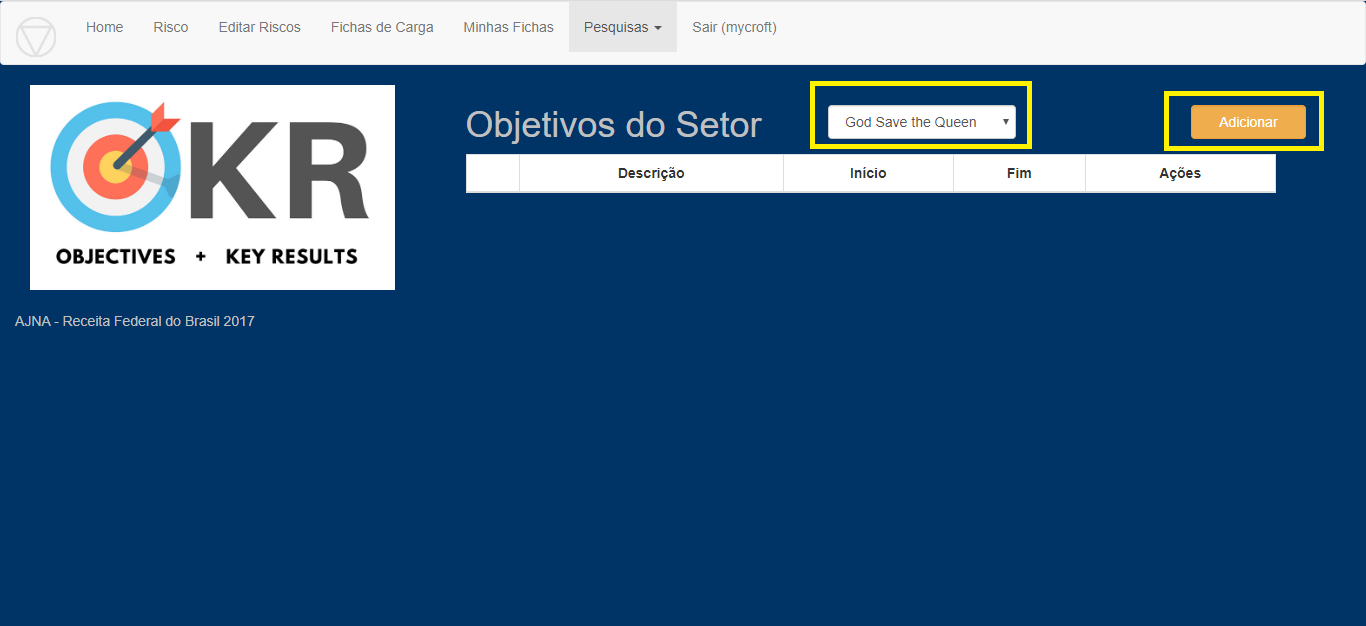 Home Risco Editar Riscos Fichas de Carga Minhas Fichas Pesquisas Sair (mycroft)
KR
OBJECTIVES + KEY RESULTS
AJNA - Receita Federal do Brasil 2017
Objetivos do Setor God Save the Queen Adicionar
Descrição Início Fim Ações